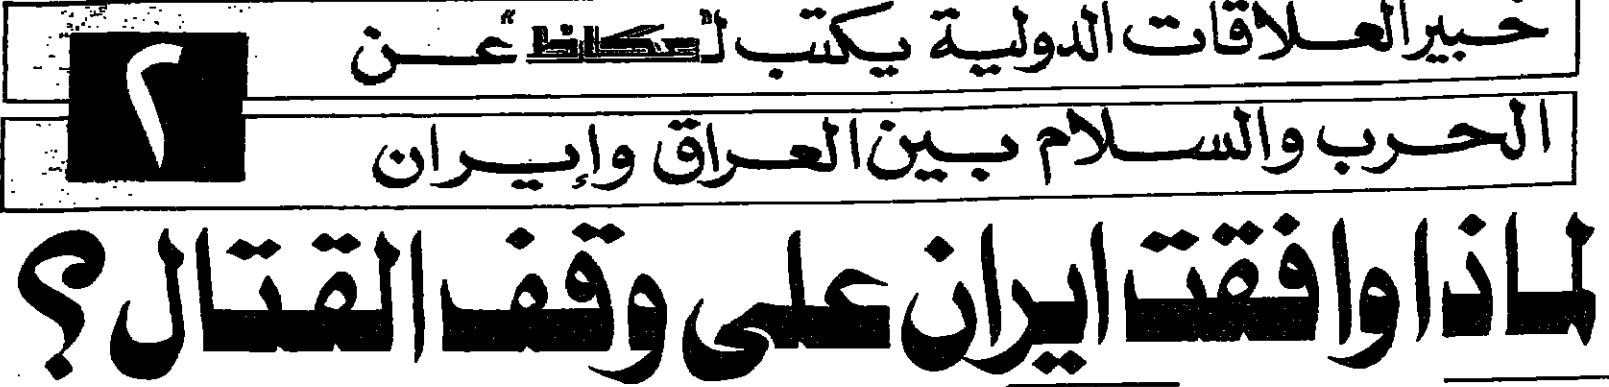 خبير العلاقات الدولية يكتب لـ "عكاظ" عن
الحرب والسلام بين العراق وإيران
٢
لماذا وافقت ايران على وقف القتال؟